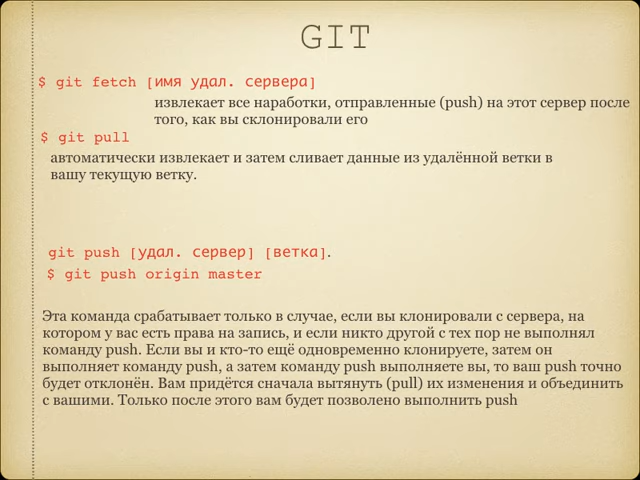 GIT
$ git fetch [имя удал. сервера]
извлекает все наработки, отправленные (push) на этот сервер после
того, как вы склонировали его
$ git pull
автоматически извлекает и затем сливает данные из удалённой ветки в
вашу текущую ветку.
git push [удал. сервер] [ветка].
$ git push origin master
Эта команда срабатывает только в случае, если вы клонировали с сервера, на
котором у вас есть права на запись, и если никто другой с тех пор не выполнял
команду push. Если вы и кто-то ещё одновременно клонируете, затем он
выполняет команду push, а затем команду push выполняете вы, то ваш push точно
будет отклонён. Вам придётся сначала вытянуть (pull) их изменения и объединить
с вашими. Только после этого вам будет позволено выполнить push